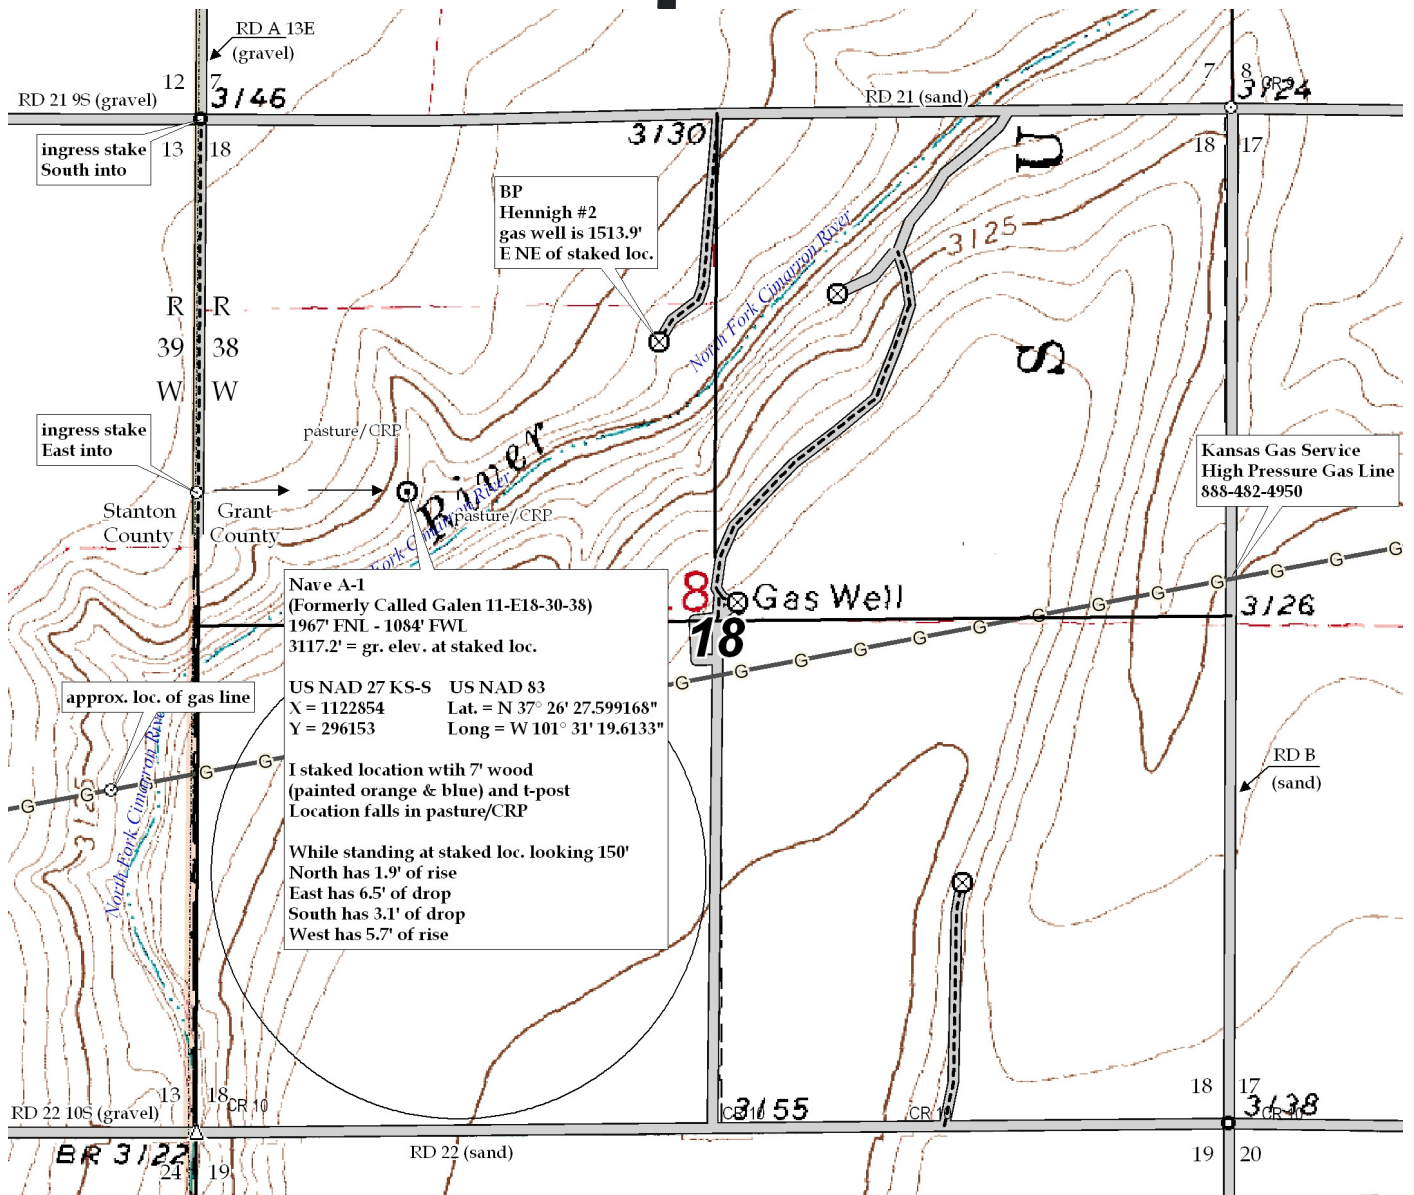 RD A 13E
(gravel)
12
7
3146
RD 21 9S (gravel)
RD 21 (sand)
7
8
3124
ingress stake
South into
13
18
3130
18
17
U
BP
Hennigh #2
gas well is 1513.9'
E NE of staked loc.
3125
North Fork Cimarron River
R
R
39
38
W
W
S
ingress stake
East into
pasture/CRP
River
pasture/CRP
Stanton
County
Grant
County
Fork Cimarron River
Kansas Gas Service
High Pressure Gas Line
888-482-4950
Nave A-1
(Formerly Called Galen 11-E18-30-38)
1967' FNL - 1084' FWL
3117.2' = gr. elev. at staked loc.
US NAD 27 KS-S US NAD 83
X = 1122854 Lat. = N 37° 26' 27.599168"
Y = 296153 Long = W 101° 31' 19.6133"
I staked location wtih 7' wood
(painted orange & blue) and t-post
Location falls in pasture/CRP
While standing at staked loc. looking 150'
North has 1.9' of rise
East has 6.5' of drop
South has 3.1' of drop
West has 5.7' of rise
8
Gas Well
18
3126
G G G G G G G G G G G G G G G G G
approx. loc. of gas line
North Fork Cimarron River
RD B
(sand)
13
18
CR 10
RD 22 10S (gravel)
BR 3122
24
19
RD 22 (sand)
CR 10
3155
18
17
3138
CR 10
19
20